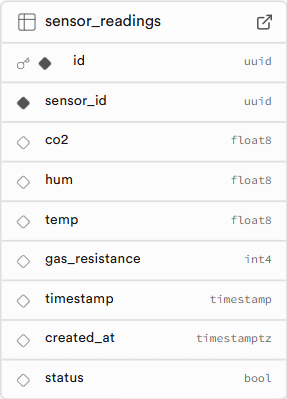 sensor_readings
id uuid
sensor_id uuid
co2 float8
hum float8
temp float8
gas_resistance int4
timestamp timestamp
created_at timestamptz
status bool